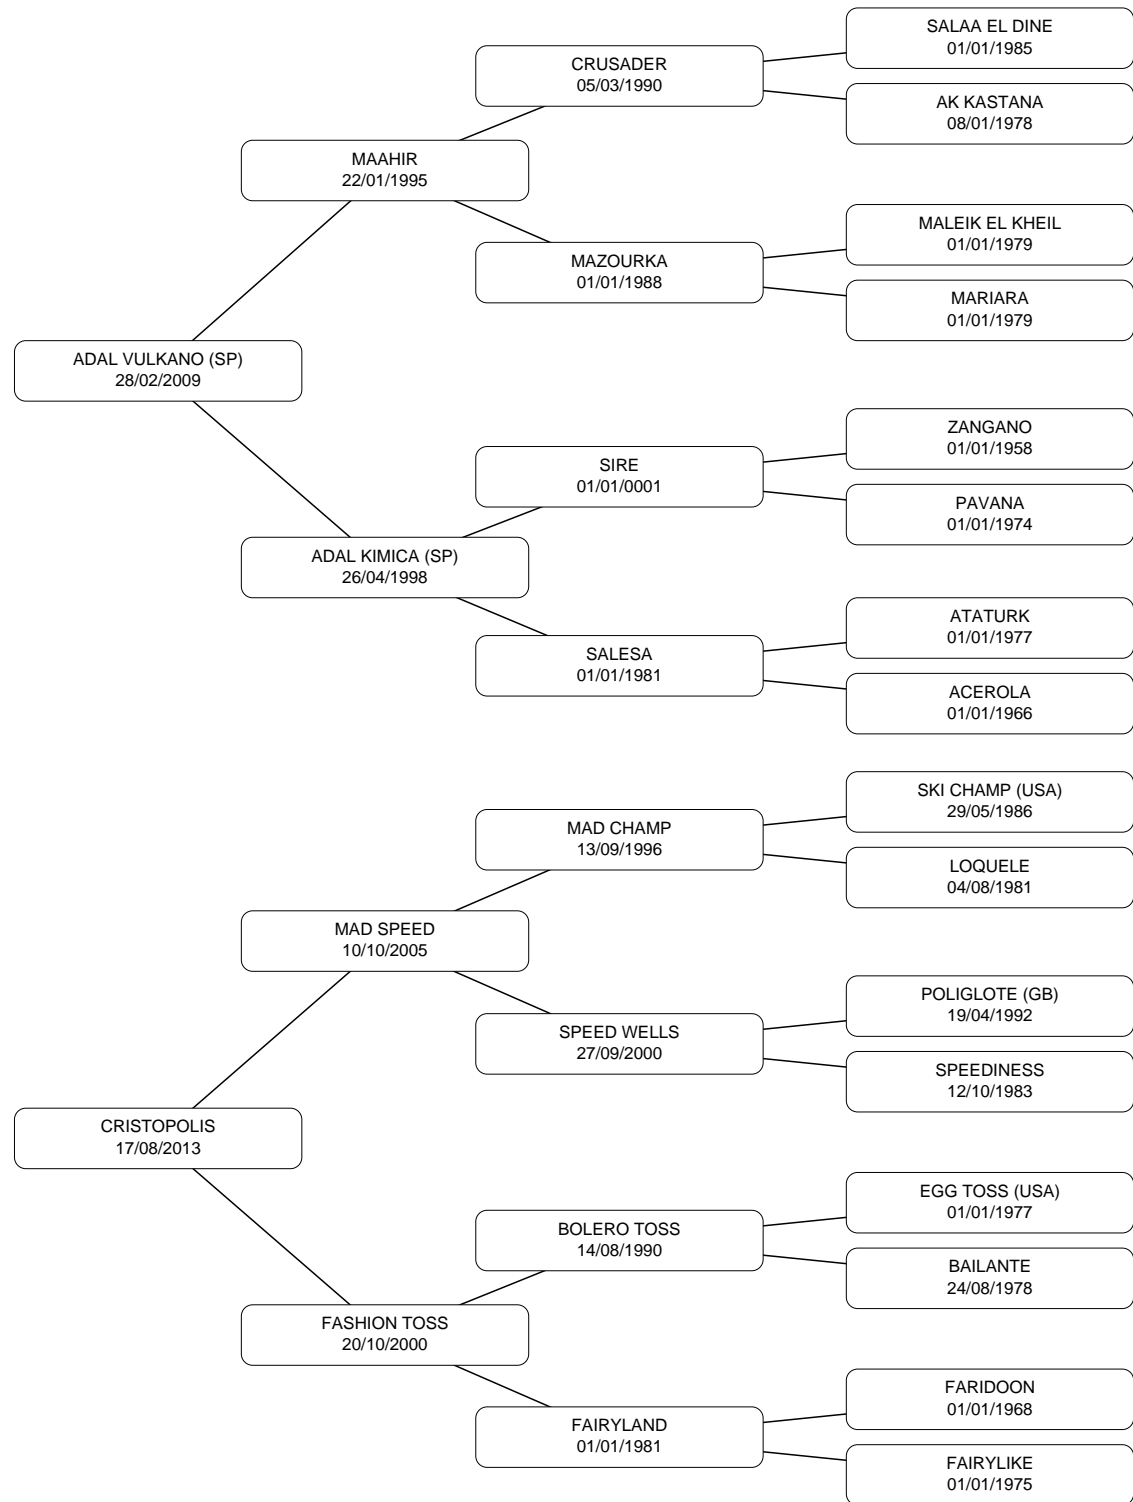 SALAA EL DINE
01/01/1985
CRUSADER
05/03/1990
AK KASTANA
08/01/1978
MAAHIR
22/01/1995
MALEIK EL KHEIL
01/01/1979
MAZOURKA
01/01/1988
MARIARA
01/01/1979
ADAL VULKANO (SP)
28/02/2009
ZANGANO
01/01/1958
SIRE
01/01/0001
PAVANA
01/01/1974
ADAL KIMICA (SP)
26/04/1998
ATATURK
01/01/1977
SALESA
01/01/1981
ACEROLA
01/01/1966
SKI CHAMP (USA)
29/05/1986
MAD CHAMP
13/09/1996
LOQUELE
04/08/1981
MAD SPEED
10/10/2005
POLIGLOTE (GB)
19/04/1992
SPEED WELLS
27/09/2000
SPEEDINESS
12/10/1983
CRISTOPOLIS
17/08/2013
EGG TOSS (USA)
01/01/1977
BOLERO TOSS
14/08/1990
BAILANTE
24/08/1978
FASHION TOSS
20/10/2000
FARIDOON
01/01/1968
FAIRYLAND
01/01/1981
FAIRYLIKE
01/01/1975